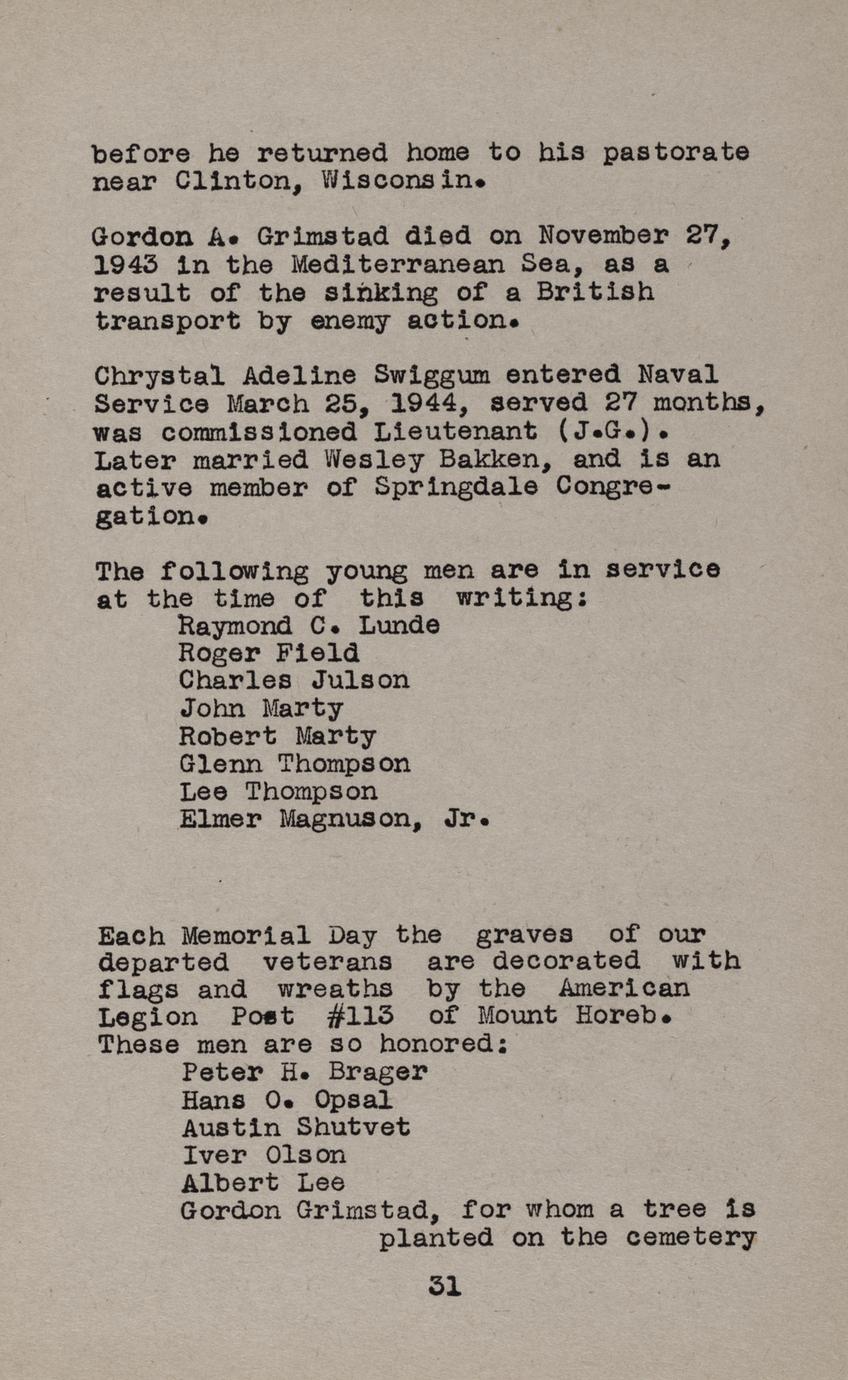 before he returned home to his pastorate
near Clinton, Wisconsin.
Gordon A. Grimstad died on November 27,
1943 in the Mediterranean Sea, as a
result of the sinking of a British
transport by enemy action.
Chrystal Adeline Swiggum entered Naval
Service March 25, 1944, served 27 months,
was commissioned Lieutenant (J.G.).
Later married Wesley Bakken, and is an
active member of Springdale Congre-
gation.
The following young men are in service
at the time of this writing:
Raymond C. Lunde
Roger Field
Charles Julson
John Marty
Robert Marty
Glenn Thompson
Lee Thompson
Elmer Magnuson, Jr.
Each Memorial Day the graves of our
departed veterans are decorated with
flags and wreaths by the American
Legion Post #113 of Mount Horeb.
These men are so honored:
Peter H. Brager
Hans O. Opsal
Austin Shutvet
Iver Olson
Albert Lee
Gordon Grimstad, for whom a tree is
planted on the cemetery
31